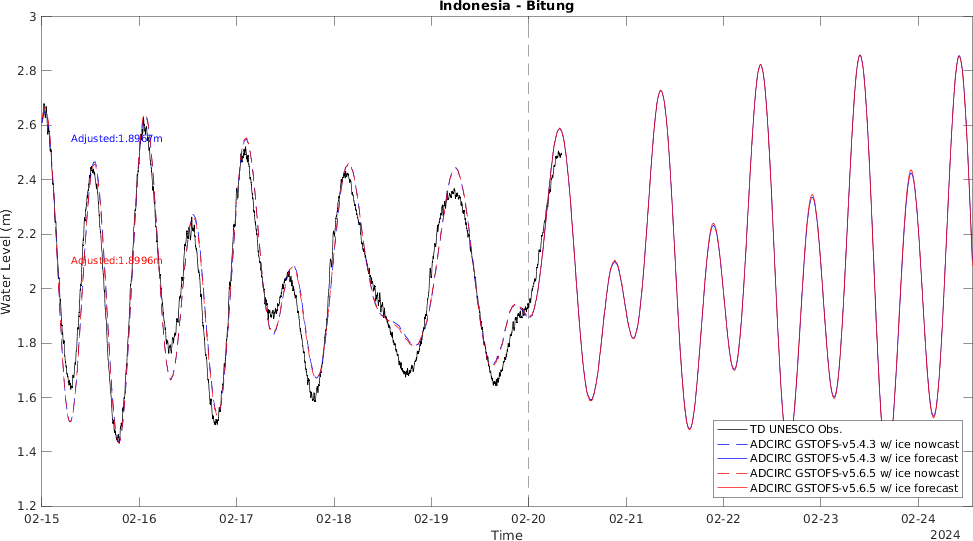 Indonesia - Bitung
3
2.8
2.6
2.4
2.2
2
1.8
1.6
1.4
1.2
Water Level (m)
Adjusted:1.8967m
Adjusted:1.8996m
TD UNESCO Obs.
ADCIRC GSTOFS-v5.4.3 w/ ice nowcast
ADCIRC GSTOFS-v5.4.3 w/ ice forecast
ADCIRC GSTOFS-v5.6.5 w/ ice nowcast
ADCIRC GSTOFS-v5.6.5 w/ ice forecast
02-15 02-16 02-17 02-18 02-19 02-20 02-21 02-22 02-23 02-24
Time
2024